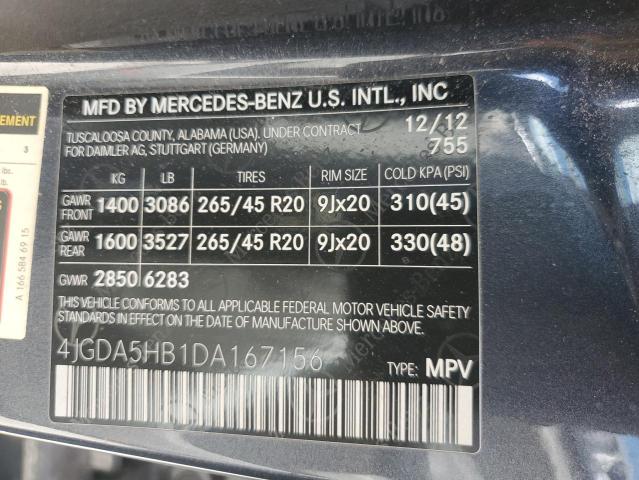 EMENT
3
lbs.
lb.
A 166 584 69 15
MFD BY MERCEDES-BENZ U.S. INTL., INC
TUSCALOOSA COUNTY, ALABAMA (USA). UNDER CONTRACT 12/12
FOR DAIMLER AG, STUTTGART (GERMANY) 755
KG LB TIRES RIM SIZE COLD KPA (PSI)
GAWR FRONT 1400 3086 265/45 R20 9Jx20 310(45)
GAWR REAR 1600 3527 265/45 R20 9Jx20 330(48)
GVWR 2850 6283
THIS VEHICLE CONFORMS TO ALL APPLICABLE FEDERAL MOTOR VEHICLE SAFETY
STANDARDS IN EFFECT ON THE DATE OF MANUFACTURE SHOWN ABOVE.
4JGDA5HB1DA167156
TYPE: MPV